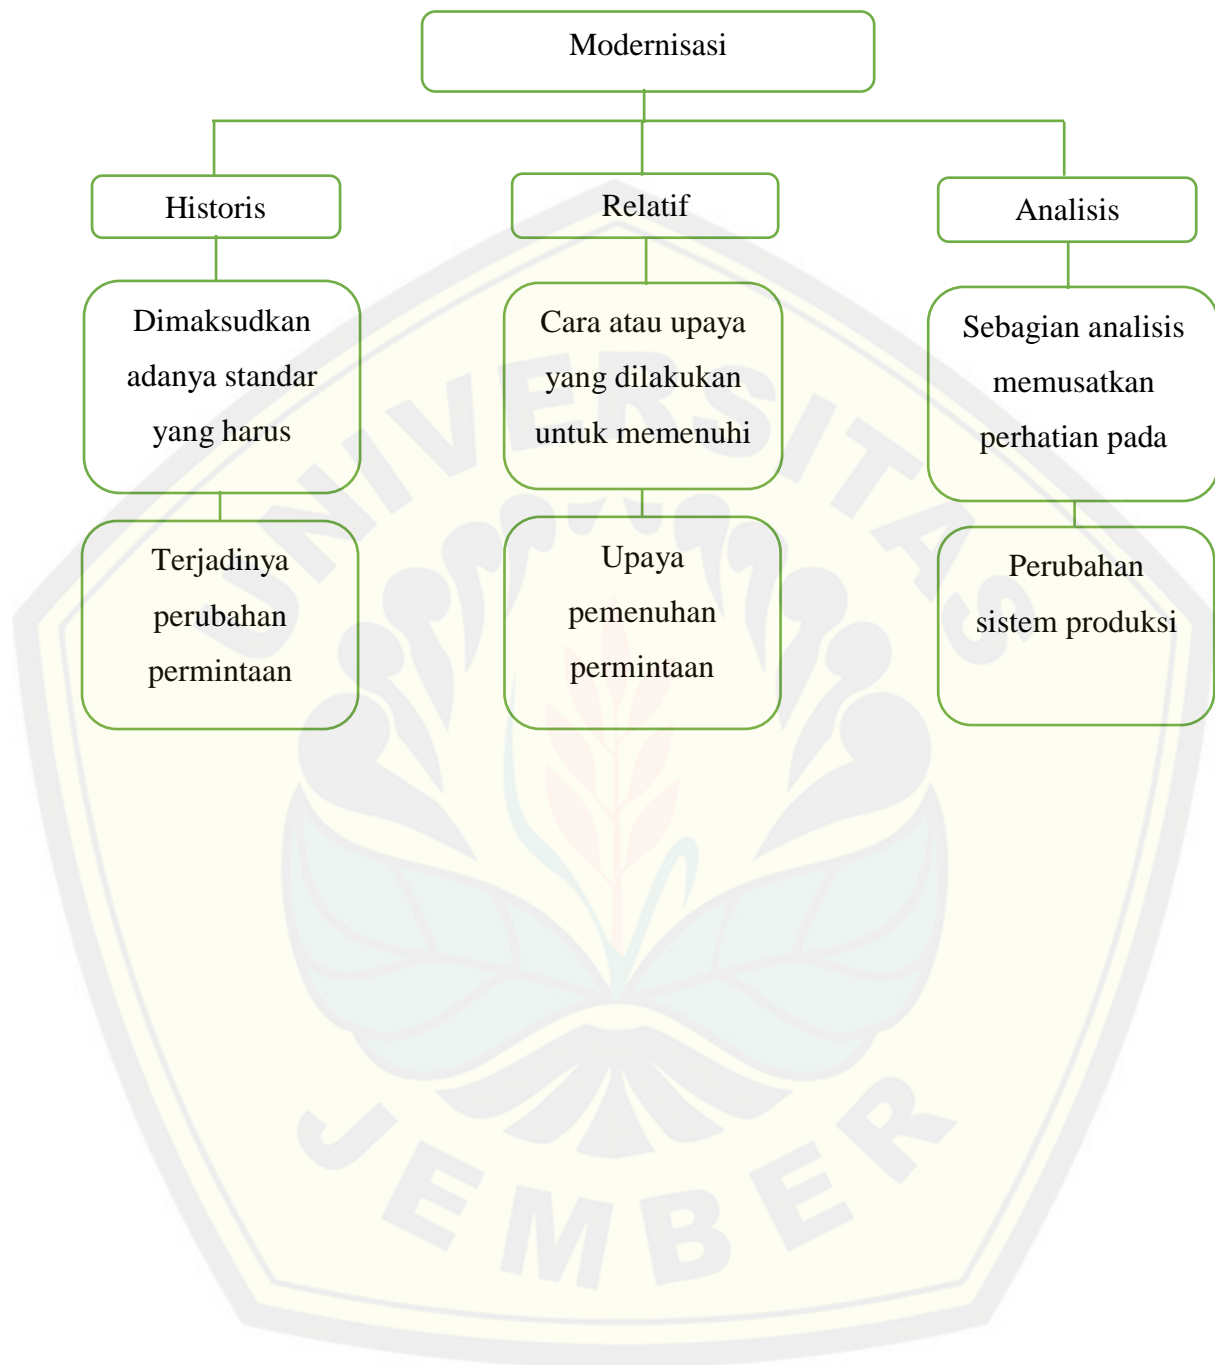 Modernisasi
Historis
Relatif
Analisis
Dimaksudkan
adanya standar
yang harus
Cara atau upaya
yang dilakukan
untuk memenuhi
Sebagian analisis
memusatkan
perhatian pada
Terjadinya
perubahan
permintaan
Upaya
pemenuhan
permintaan
Perubahan
sistem produksi
UNIVERSITAS
JEMBER